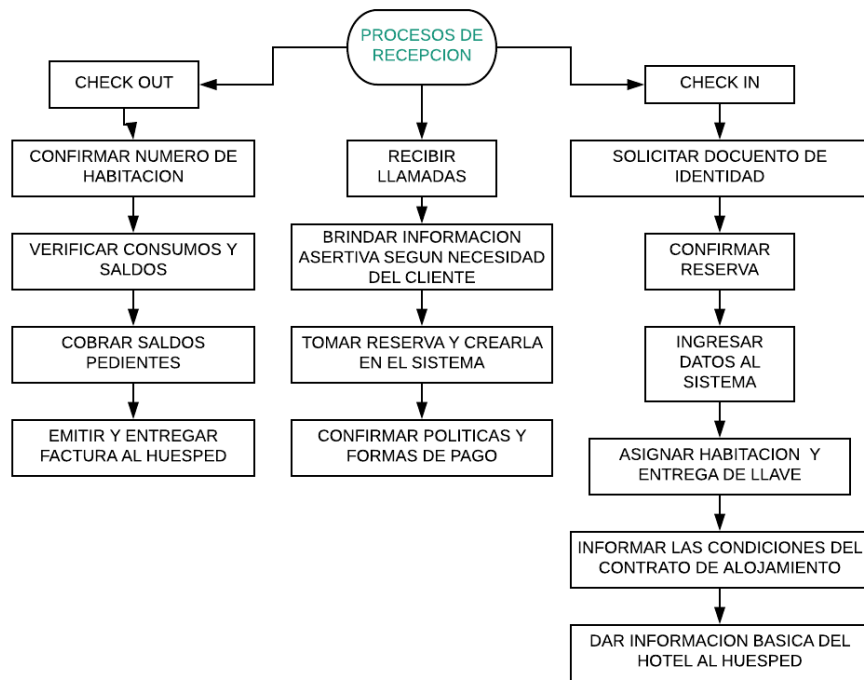 PROCESOS DE
RECEPCION
CHECK OUT
CONFIRMAR NUMERO DE
HABITACION
VERIFICAR CONSUMOS Y
SALDOS
COBRAR SALDOS
PEDIENTES
EMITIR Y ENTREGAR
FACTURA AL HUESPED
RECIBIR
LLAMADAS
BRINDAR INFORMACION
ASERTIVA SEGUN NECESIDAD
DEL CLIENTE
TOMAR RESERVA Y CREARLA
EN EL SISTEMA
CONFIRMAR POLITICAS Y
FORMAS DE PAGO
CHECK IN
SOLICITAR DOCUENTO DE
IDENTIDAD
CONFIRMAR
RESERVA
INGRESAR
DATOS AL
SISTEMA
ASIGNAR HABITACION Y
ENTREGA DE LLAVE
INFORMAR LAS CONDICIONES DEL
CONTRATO DE ALOJAMIENTO
DAR INFORMACION BASICA DEL
HOTEL AL HUESPED